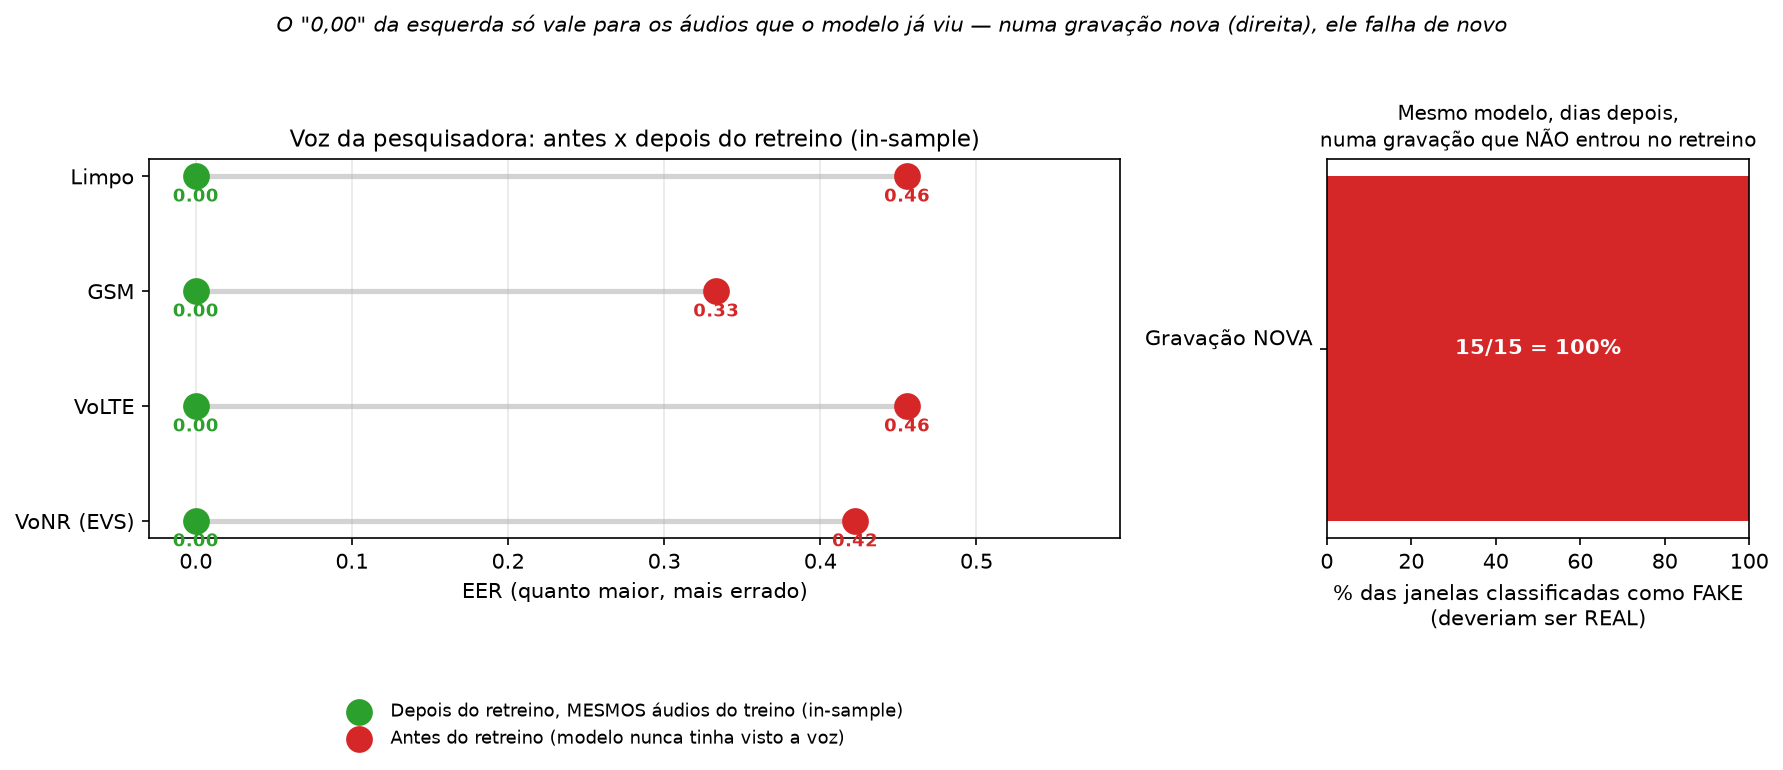 O "0,00" da esquerda só vale para os áudios que o modelo já viu — numa gravação nova (direita), ele falha de novo
Voz da pesquisadora: antes x depois do retreino (in-sample)
Limpo
0.00
0.46
GSM
0.00
0.33
VoLTE
0.00
0.46
VoNR (EVS)
0.00
0.42
0.0 0.1 0.2 0.3 0.4 0.5
EER (quanto maior, mais errado)
Mesmo modelo, dias depois,
numa gravação que NÃO entrou no retreino
Gravação NOVA
15/15 = 100%
0 20 40 60 80 100
% das janelas classificadas como FAKE
(deveriam ser REAL)
Depois do retreino, MESMOS áudios do treino (in-sample)
Antes do retreino (modelo nunca tinha visto a voz)